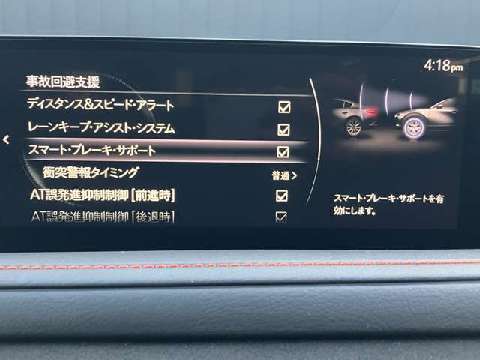 4:18pm
事故回避支援
ディスタンス&スピード・アラート
レーンキープ・アシスト・システム
スマート・ブレーキ・サポート
衝突警報タイミング 普通
AT誤発進抑制制御 [前進時]
AT誤発進抑制制御 [後退時]
スマート・ブレーキ・サポートを有
効にします。